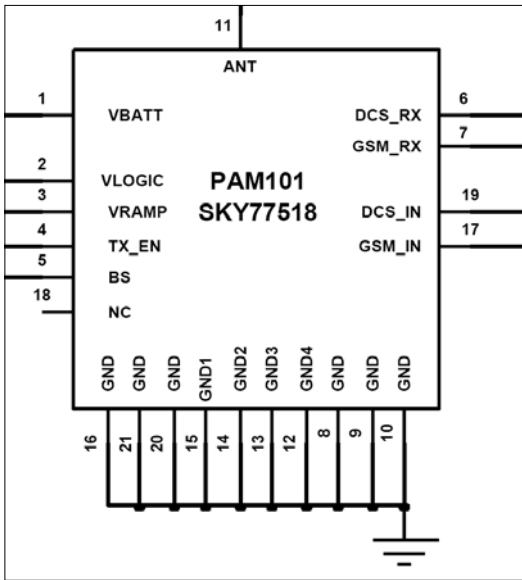 11
ANT
1
VBATT
DCS_RX
6
GSM_RX
7
2
VLOGIC
PAM101
3
VRAMP
SKY77518
DCS_IN
19
4
TX_EN
GSM_IN
17
5
BS
18
NC
GND
GND
GND
GND1
GND2
GND3
GND4
GND
GND
GND
16
21
20
15
14
13
12
8
9
10